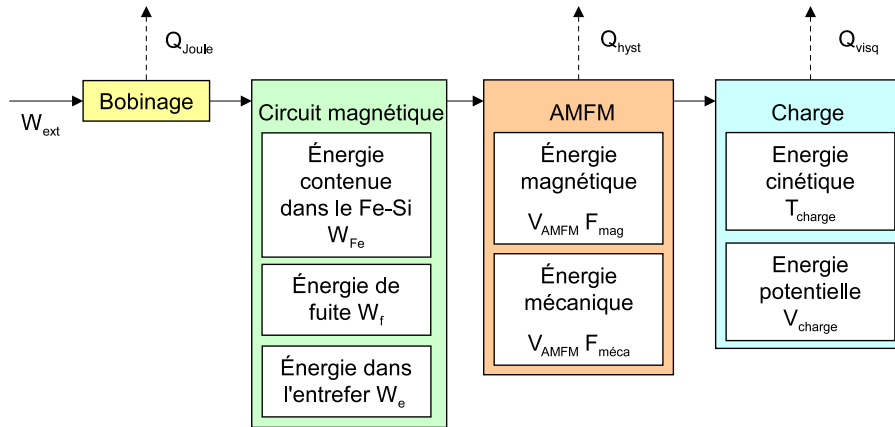 Q_Joule
Q_hyst
Q_visq
W_ext
Bobinage
Circuit magnétique
Énergie
contenue
dans le Fe-Si
W_Fe
Énergie de
fuite W_f
Énergie dans
l'entrefer W_e
AMFM
Énergie
magnétique
V_AMFM F_mag
Énergie
mécanique
V_AMFM F_méca
Charge
Energie
cinétique
T_charge
Energie
potentielle
V_charge